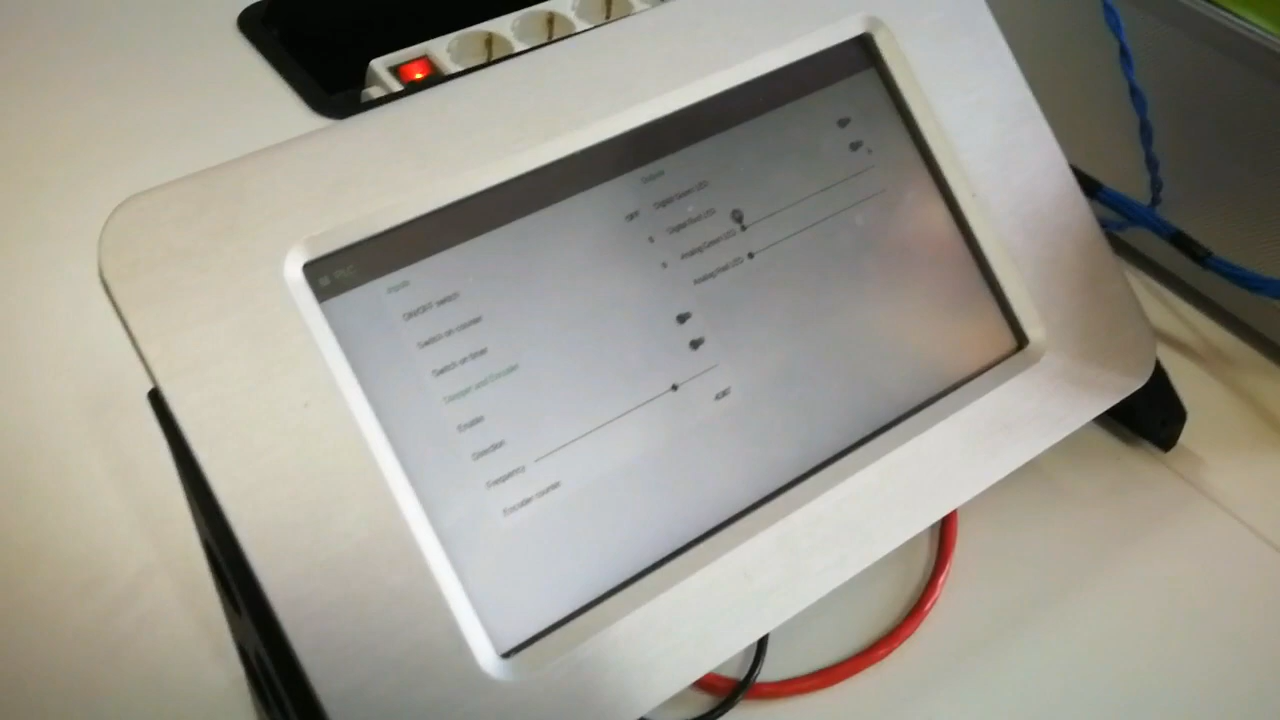 PLC
Inputs
ON/OFF switch
OFF
Switch on counter
Switch on timer
Stepper and Encoder
Enable
Direction
Frequency
Encoder counter
Outputs
Digital Green LED
Digital Red LED
Analog Green LED
Analog Red LED